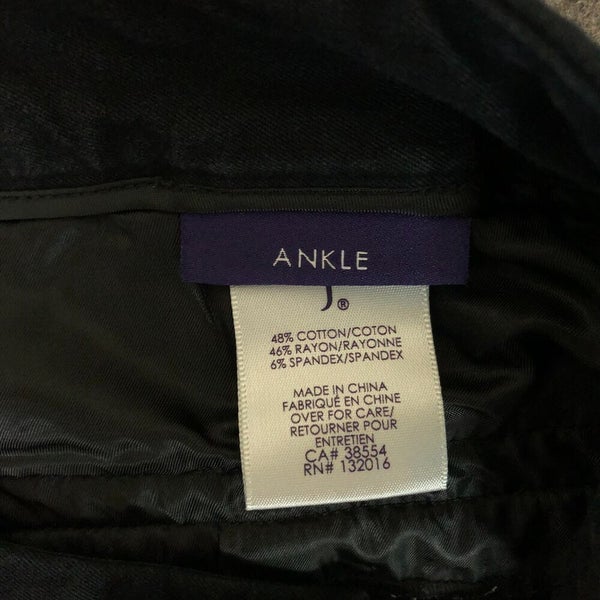 ANKLE
J®
48% COTTON/COTON
46% RAYON/RAYONNE
6% SPANDEX/SPANDEX
MADE IN CHINA
FABRIQUÉ EN CHINE
OVER FOR CARE/
RETOURNER POUR
ENTRETIEN
CA# 38554
RN# 132016